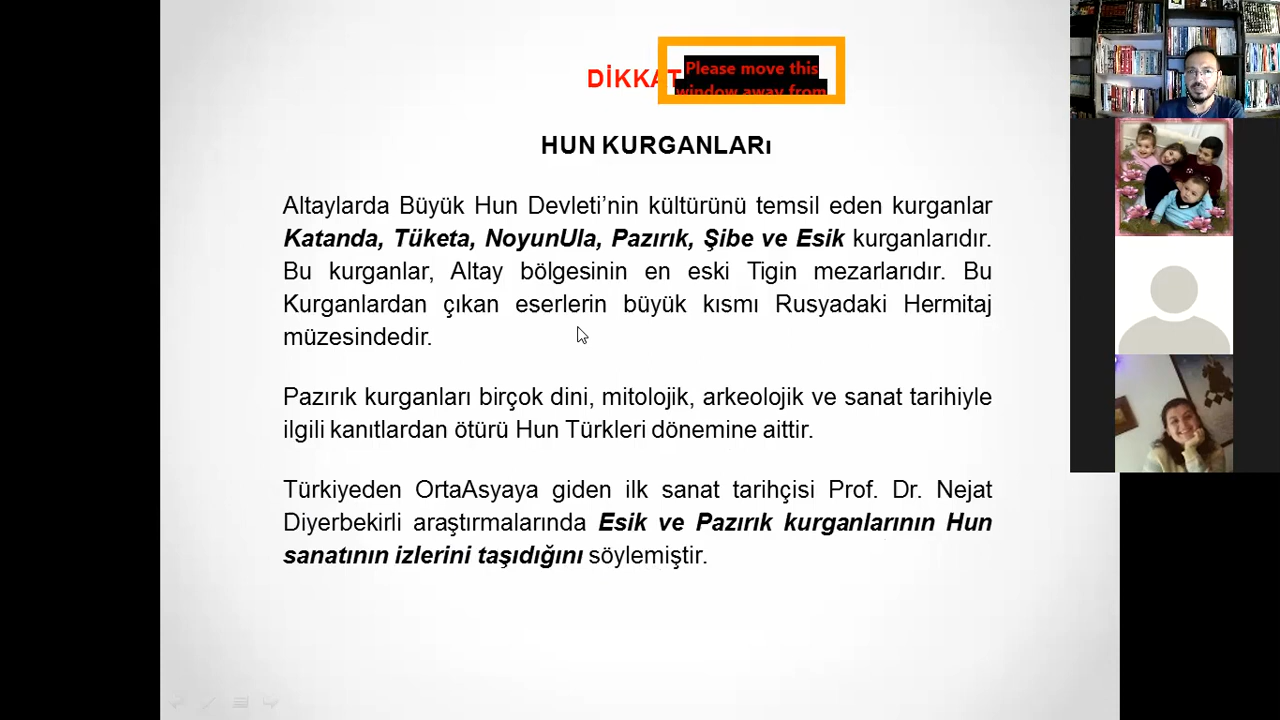 DİKKAT
Please move this
window away from
HUN KURGANLARı
Altaylarda Büyük Hun Devleti’nin kültürünü temsil eden kurganlar
Katanda, Tüketa, NoyunUla, Pazırık, Şibe ve Esik kurganlarıdır.
Bu kurganlar, Altay bölgesinin en eski Tigin mezarlarıdır. Bu
Kurganlardan çıkan eserlerin büyük kısmı Rusyadaki Hermitaj
müzesindedir.
Pazırık kurganları birçok dini, mitolojik, arkeolojik ve sanat tarihiyle
ilgili kanıtlardan ötürü Hun Türkleri dönemine aittir.
Türkiyeden OrtaAsyaya giden ilk sanat tarihçisi Prof. Dr. Nejat
Diyerbekirli araştırmalarında Esik ve Pazırık kurganlarının Hun
sanatının izlerini taşıdığını söylemiştir.